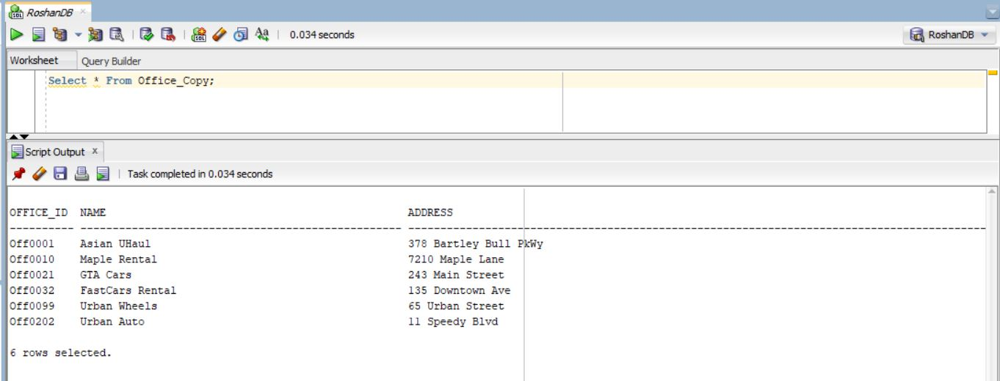 RoshanDB
0.034 seconds
RoshanDB
Worksheet Query Builder
Select * From Office_Copy;
Script Output
Task completed in 0.034 seconds
OFFICE_ID NAME ADDRESS
Off0001 Asian UHaul 378 Bartley Bull PkWy
Off0010 Maple Rental 7210 Maple Lane
Off0021 GTA Cars 243 Main Street
Off0032 FastCars Rental 135 Downtown Ave
Off0099 Urban Wheels 65 Urban Street
Off0202 Urban Auto 11 Speedy Blvd
6 rows selected.